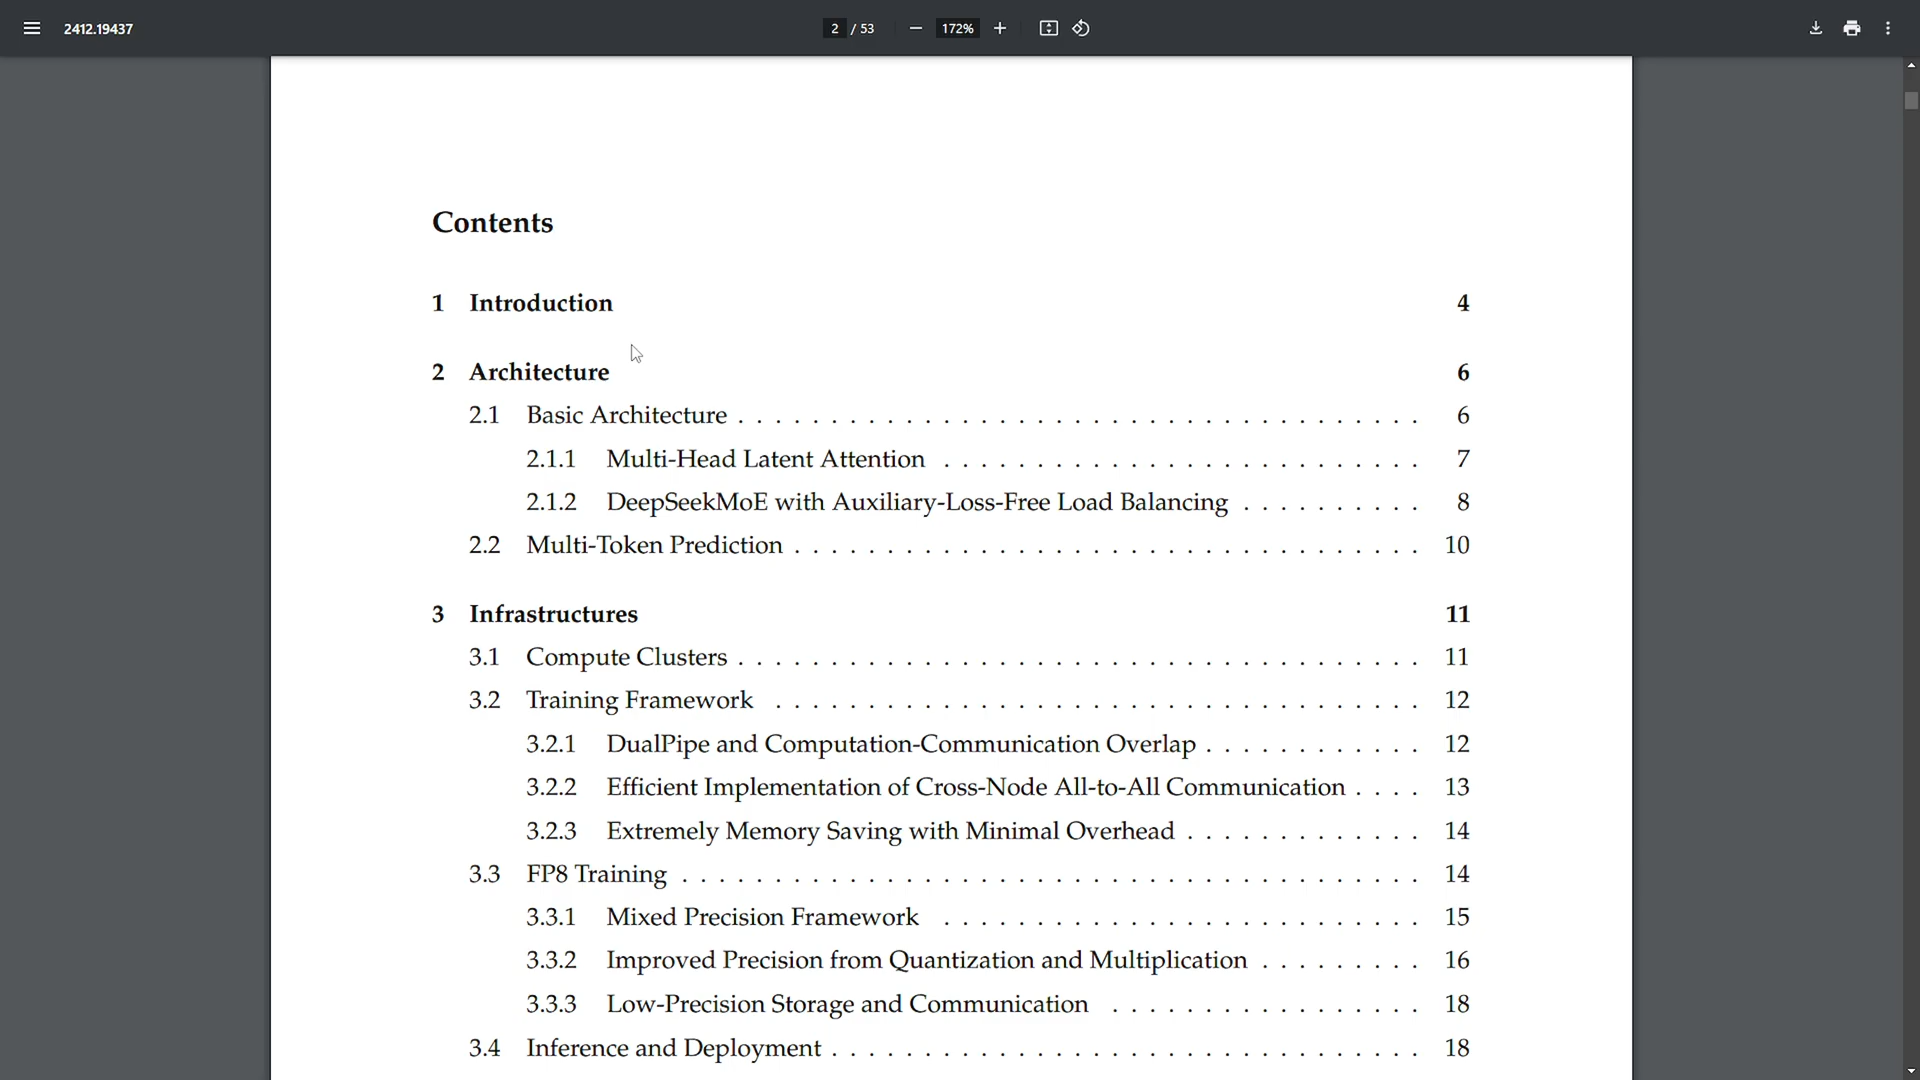 2412.19437
2 / 53
172%
Contents
1 Introduction 4
2 Architecture 6
2.1 Basic Architecture . . . . . . . . . . . . . . . . . . . . . . . . . . . . . . . . . . . . . 6
2.1.1 Multi-Head Latent Attention . . . . . . . . . . . . . . . . . . . . . . . . . . 7
2.1.2 DeepSeekMoE with Auxiliary-Loss-Free Load Balancing . . . . . . . . . . 8
2.2 Multi-Token Prediction . . . . . . . . . . . . . . . . . . . . . . . . . . . . . . . . . . 10
3 Infrastructures 11
3.1 Compute Clusters . . . . . . . . . . . . . . . . . . . . . . . . . . . . . . . . . . . . . 11
3.2 Training Framework . . . . . . . . . . . . . . . . . . . . . . . . . . . . . . . . . . . 12
3.2.1 DualPipe and Computation-Communication Overlap . . . . . . . . . . . . 12
3.2.2 Efficient Implementation of Cross-Node All-to-All Communication . . . . 13
3.2.3 Extremely Memory Saving with Minimal Overhead . . . . . . . . . . . . . 14
3.3 FP8 Training . . . . . . . . . . . . . . . . . . . . . . . . . . . . . . . . . . . . . . . . 14
3.3.1 Mixed Precision Framework . . . . . . . . . . . . . . . . . . . . . . . . . . 15
3.3.2 Improved Precision from Quantization and Multiplication . . . . . . . . . 16
3.3.3 Low-Precision Storage and Communication . . . . . . . . . . . . . . . . . 18
3.4 Inference and Deployment . . . . . . . . . . . . . . . . . . . . . . . . . . . . . . . . 18